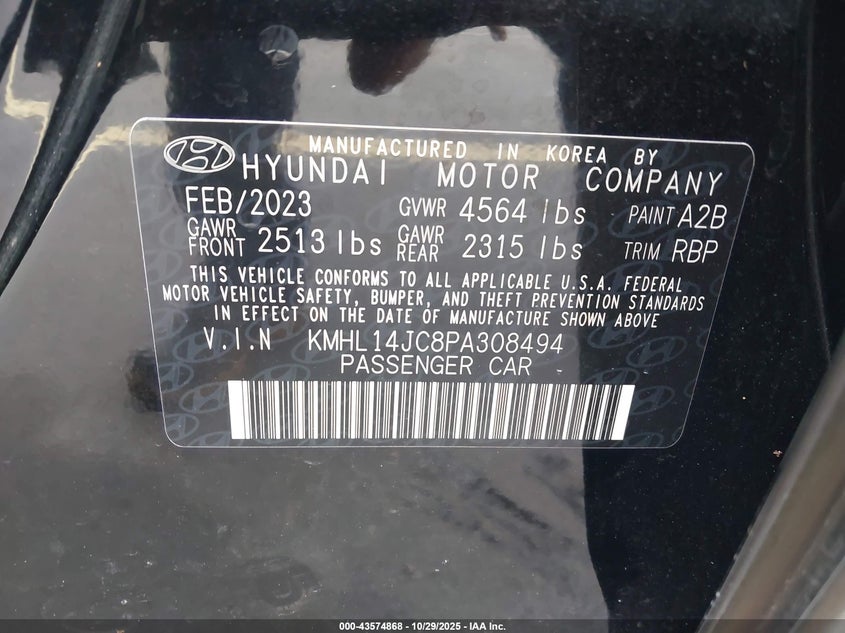 MANUFACTURED IN KOREA BY
HYUNDAI MOTOR COMPANY
FEB/2023 GVWR 4564 lbs PAINT A2B
GAWR FRONT 2513 lbs GAWR REAR 2315 lbs TRIM RBP
THIS VEHICLE CONFORMS TO ALL APPLICABLE U.S.A. FEDERAL
MOTOR VEHICLE SAFETY, BUMPER, AND THEFT PREVENTION STANDARDS
IN EFFECT ON THE DATE OF MANUFACTURE SHOWN ABOVE
V.I.N KMHL14JC8PA308494
PASSENGER CAR
000-43574868 - 10/29/2025 - IAA Inc.